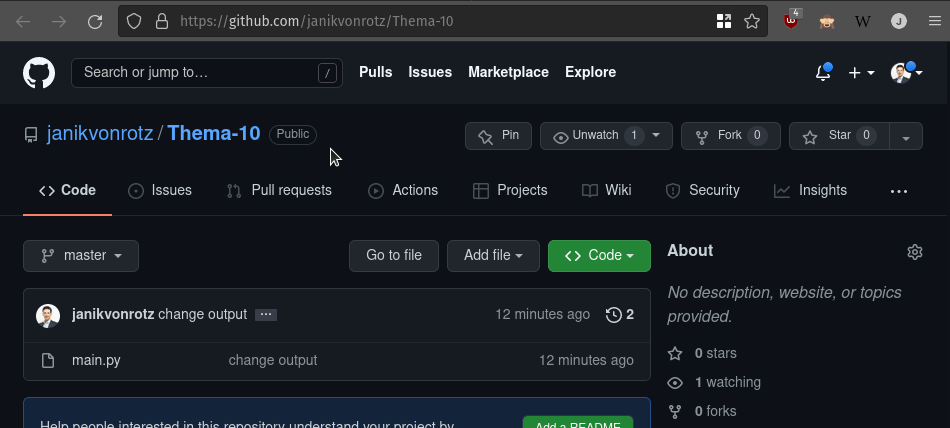 https://github.com/janikvonrotz/Thema-10
4
W
J
Search or jump to… /
Pulls Issues Marketplace Explore
janikvonrotz / Thema-10 Public
Pin Unwatch 1 Fork 0 Star 0
Code Issues Pull requests Actions Projects Wiki Security Insights
master Go to file Add file Code
janikvonrotz change output 12 minutes ago 2
main.py change output 12 minutes ago
Help people interested in this repository understand your project by
Add a README
About
No description, website, or topics
provided.
0 stars
1 watching
0 forks